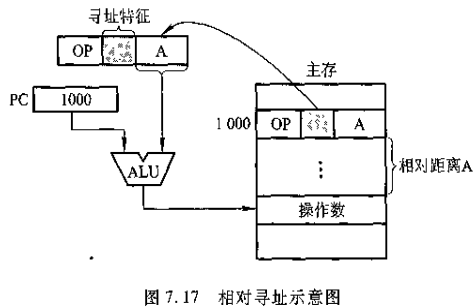 寻址特征
OP A
主存
PC 1000
1 000 OP A
ALU
相对距离A
⋮
操作数
图 7.17 相对寻址示意图